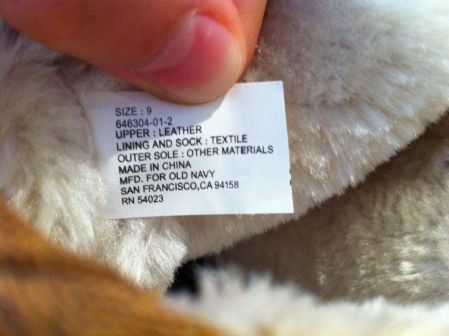 SIZE : 9
646304-01-2
UPPER : LEATHER
LINING AND SOCK : TEXTILE
OUTER SOLE : OTHER MATERIALS
MADE IN CHINA
MFD. FOR OLD NAVY
SAN FRANCISCO,CA 94158
RN 54023